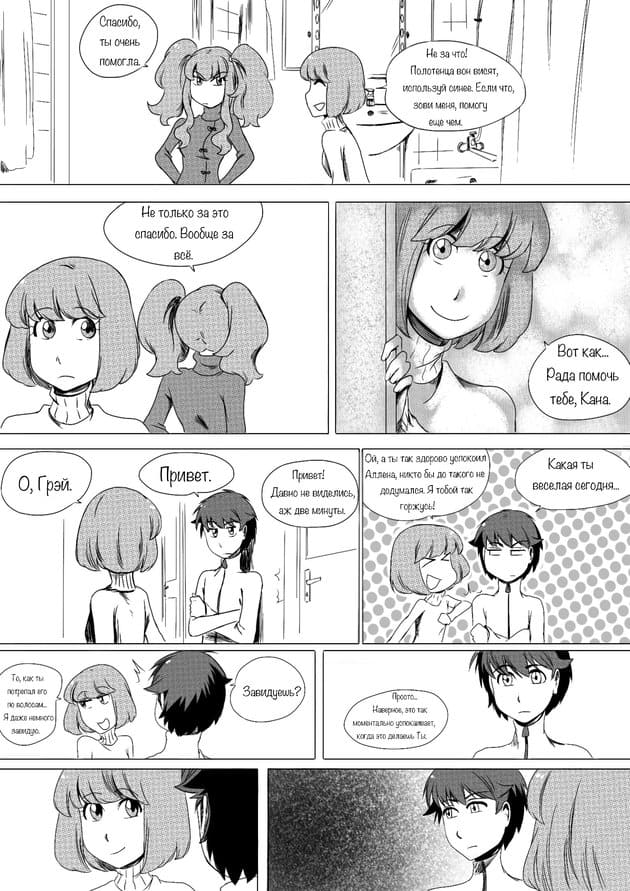 Спасибо,
ты очень
помогла.
Не за что!
Полотенца вон висят,
используй синее. Если что,
зови меня, помогу
еще чем.
Не только за это
спасибо. Вообще за
всё.
Вот как...
Рада помочь
тебе, Кана.
О, Грэй.
Привет.
Привет!
Давно не виделись,
аж две минуты.
Ой, а ты так здорово успокоил
Аллена, никто бы до такого не
додумался. Я тобой так
горжусь!
Какая ты
веселая сегодня...
То, как ты
потрепал его
по волосам...
Я даже немного
завидую.
Завидуешь?
Просто...
Наверное, это так
моментально успокаивает,
когда это делаешь Ты.